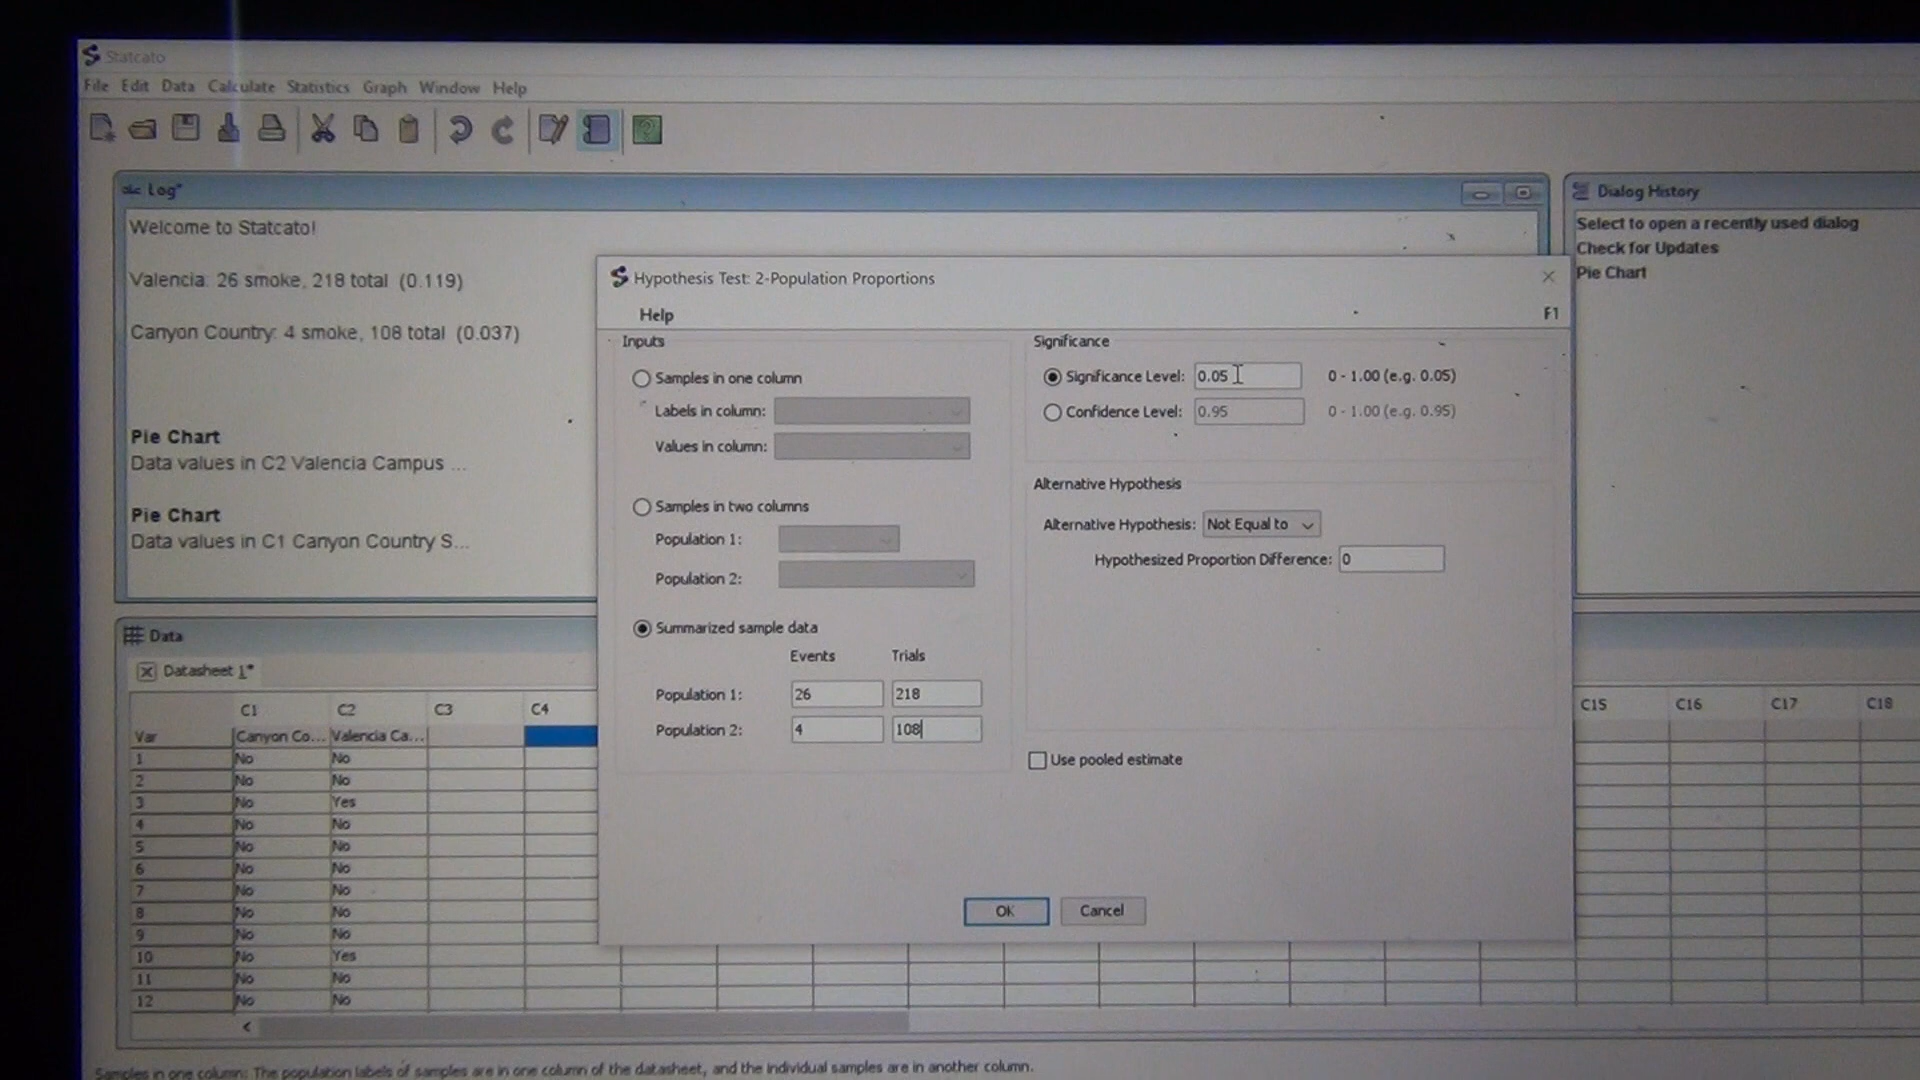 Statcato
File Edit Data Calculate Statistics Graph Window Help
Log*
Welcome to Statcato!
Valencia: 26 smoke, 218 total (0.119)
Canyon Country: 4 smoke, 108 total (0.037)
Pie Chart
Data values in C2 Valencia Campus ...
Pie Chart
Data values in C1 Canyon Country S...
Dialog History
Select to open a recently used dialog
Check for Updates
Pie Chart
Hypothesis Test: 2-Population Proportions
Help F1
Inputs
Samples in one column
Labels in column:
Values in column:
Samples in two columns
Population 1:
Population 2:
Summarized sample data
Events Trials
Population 1: 26 218
Population 2: 4 108
Significance
Significance Level: 0.05 0 - 1.00 (e.g. 0.05)
Confidence Level: 0.95 0 - 1.00 (e.g. 0.95)
Alternative Hypothesis
Alternative Hypothesis: Not Equal to
Hypothesized Proportion Difference: 0
Use pooled estimate
OK Cancel
Data
Datasheet 1*
C1 C2 C3 C4 C15 C16 C17 C18
Var Canyon Co... Valencia Ca...
1 No No
2 No No
3 No Yes
4 No No
5 No No
6 No No
7 No No
8 No No
9 No No
10 No Yes
11 No No
12 No No
Samples in one column: The population labels of samples are in one column of the datasheet, and the individual samples are in another column.